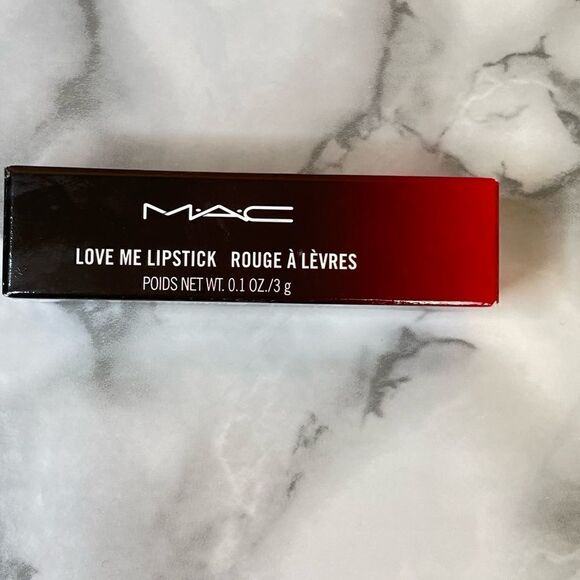 M·A·C
LOVE ME LIPSTICK ROUGE À LÈVRES
POIDS NET WT. 0.1 OZ./3 g